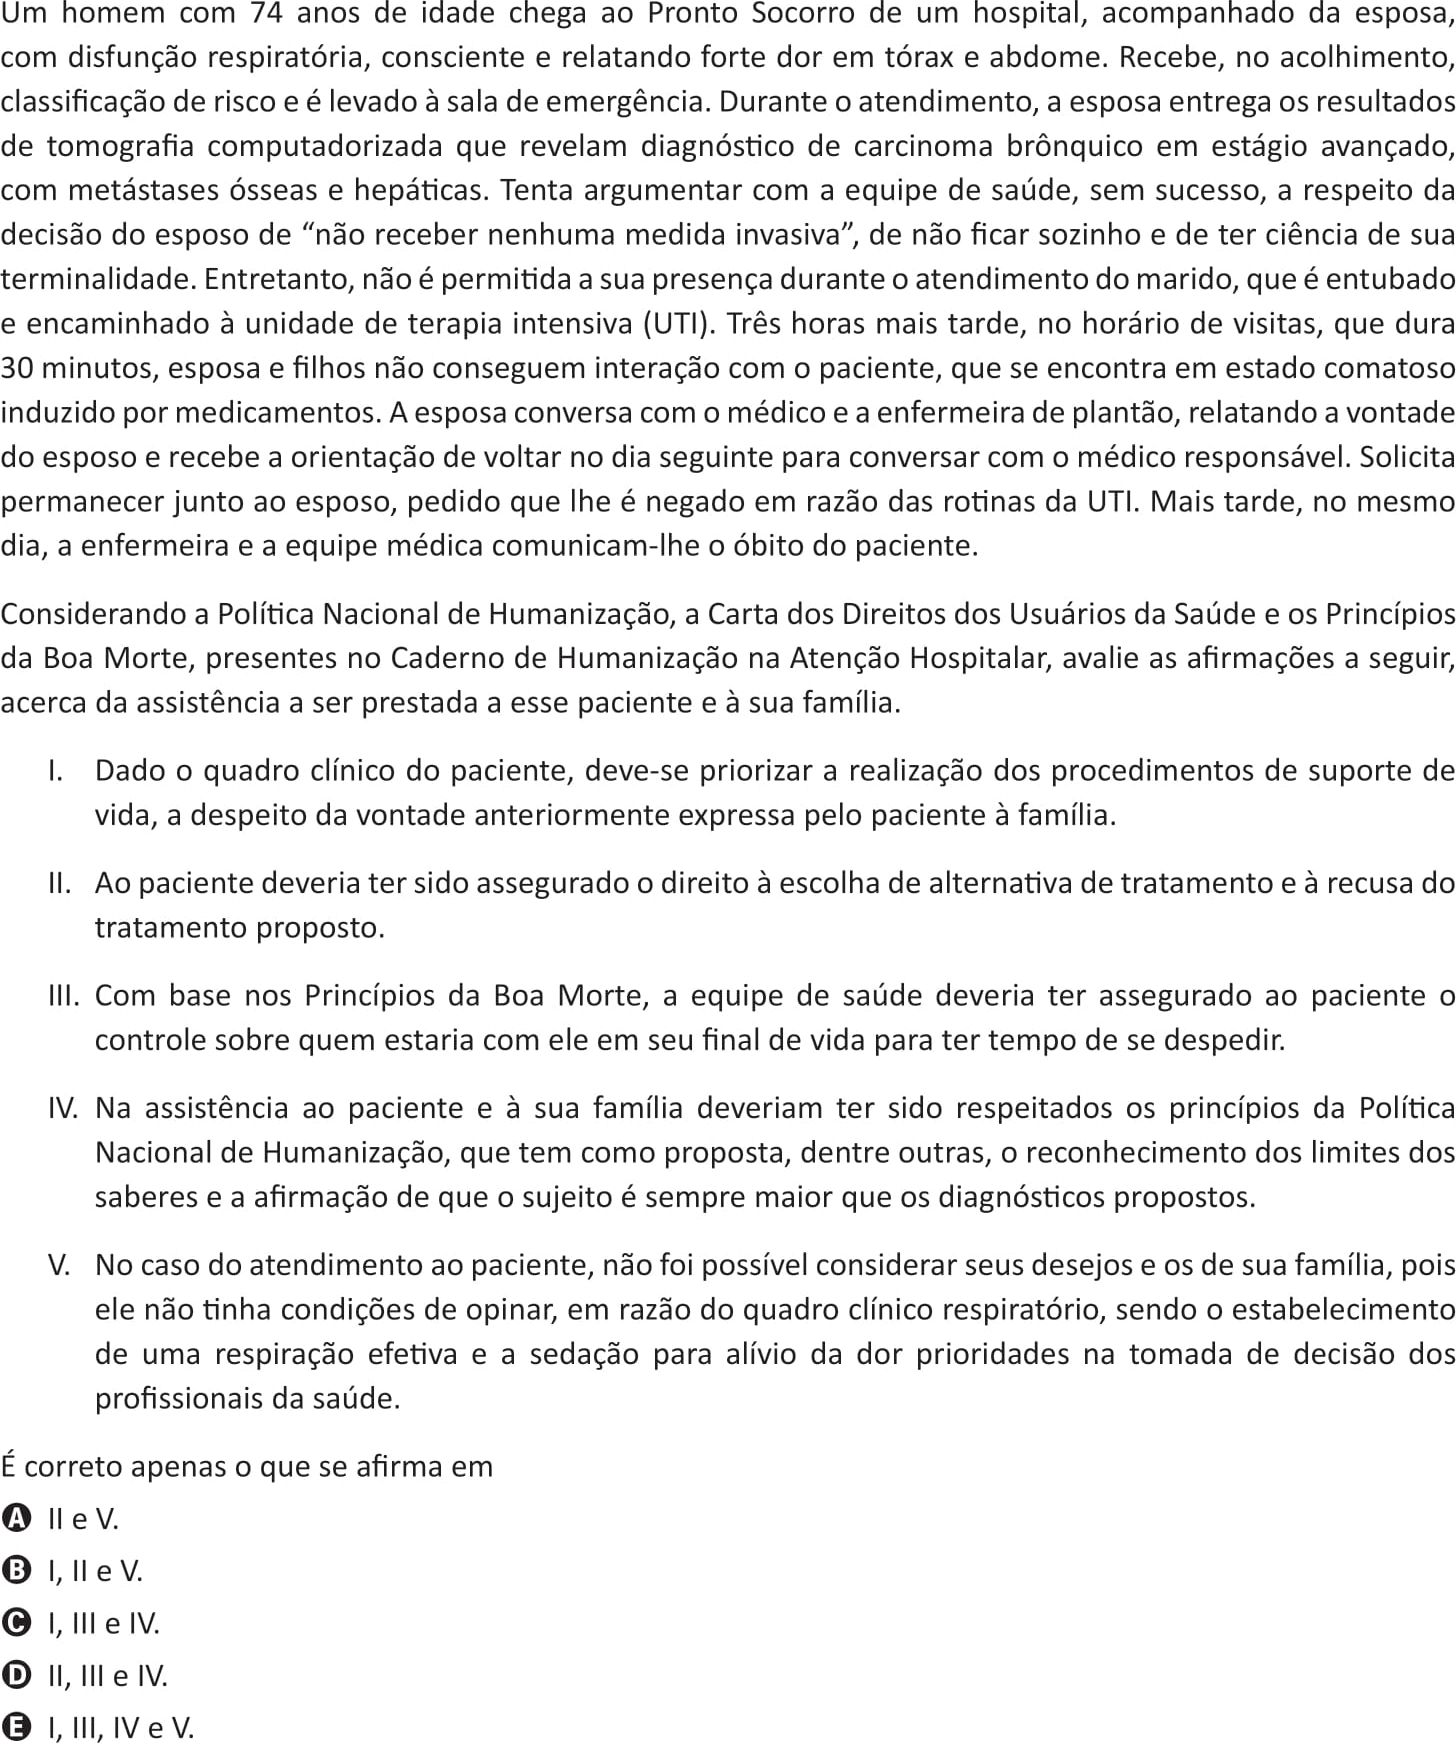 Um homem com 74 anos de idade chega ao Pronto Socorro de um hospital, acompanhado da esposa,
com disfunção respiratória, consciente e relatando forte dor em tórax e abdome. Recebe, no acolhimento,
classificação de risco e é levado à sala de emergência. Durante o atendimento, a esposa entrega os resultados
de tomografia computadorizada que revelam diagnóstico de carcinoma brônquico em estágio avançado,
com metástases ósseas e hepáticas. Tenta argumentar com a equipe de saúde, sem sucesso, a respeito da
decisão do esposo de “não receber nenhuma medida invasiva”, de não ficar sozinho e de ter ciência de sua
terminalidade. Entretanto, não é permitida a sua presença durante o atendimento do marido, que é entubado
e encaminhado à unidade de terapia intensiva (UTI). Três horas mais tarde, no horário de visitas, que dura
30 minutos, esposa e filhos não conseguem interação com o paciente, que se encontra em estado comatoso
induzido por medicamentos. A esposa conversa com o médico e a enfermeira de plantão, relatando a vontade
do esposo e recebe a orientação de voltar no dia seguinte para conversar com o médico responsável. Solicita
permanecer junto ao esposo, pedido que lhe é negado em razão das rotinas da UTI. Mais tarde, no mesmo
dia, a enfermeira e a equipe médica comunicam-lhe o óbito do paciente.
Considerando a Política Nacional de Humanização, a Carta dos Direitos dos Usuários da Saúde e os Princípios
da Boa Morte, presentes no Caderno de Humanização na Atenção Hospitalar, avalie as afirmações a seguir,
acerca da assistência a ser prestada a esse paciente e à sua família.
I. Dado o quadro clínico do paciente, deve-se priorizar a realização dos procedimentos de suporte de
vida, a despeito da vontade anteriormente expressa pelo paciente à família.
II. Ao paciente deveria ter sido assegurado o direito à escolha de alternativa de tratamento e à recusa do
tratamento proposto.
III. Com base nos Princípios da Boa Morte, a equipe de saúde deveria ter assegurado ao paciente o
controle sobre quem estaria com ele em seu final de vida para ter tempo de se despedir.
IV. Na assistência ao paciente e à sua família deveriam ter sido respeitados os princípios da Política
Nacional de Humanização, que tem como proposta, dentre outras, o reconhecimento dos limites dos
saberes e a afirmação de que o sujeito é sempre maior que os diagnósticos propostos.
V. No caso do atendimento ao paciente, não foi possível considerar seus desejos e os de sua família, pois
ele não tinha condições de opinar, em razão do quadro clínico respiratório, sendo o estabelecimento
de uma respiração efetiva e a sedação para alívio da dor prioridades na tomada de decisão dos
profissionais da saúde.
É correto apenas o que se afirma em
A II e V.
B I, II e V.
C I, III e IV.
D II, III e IV.
E I, III, IV e V.